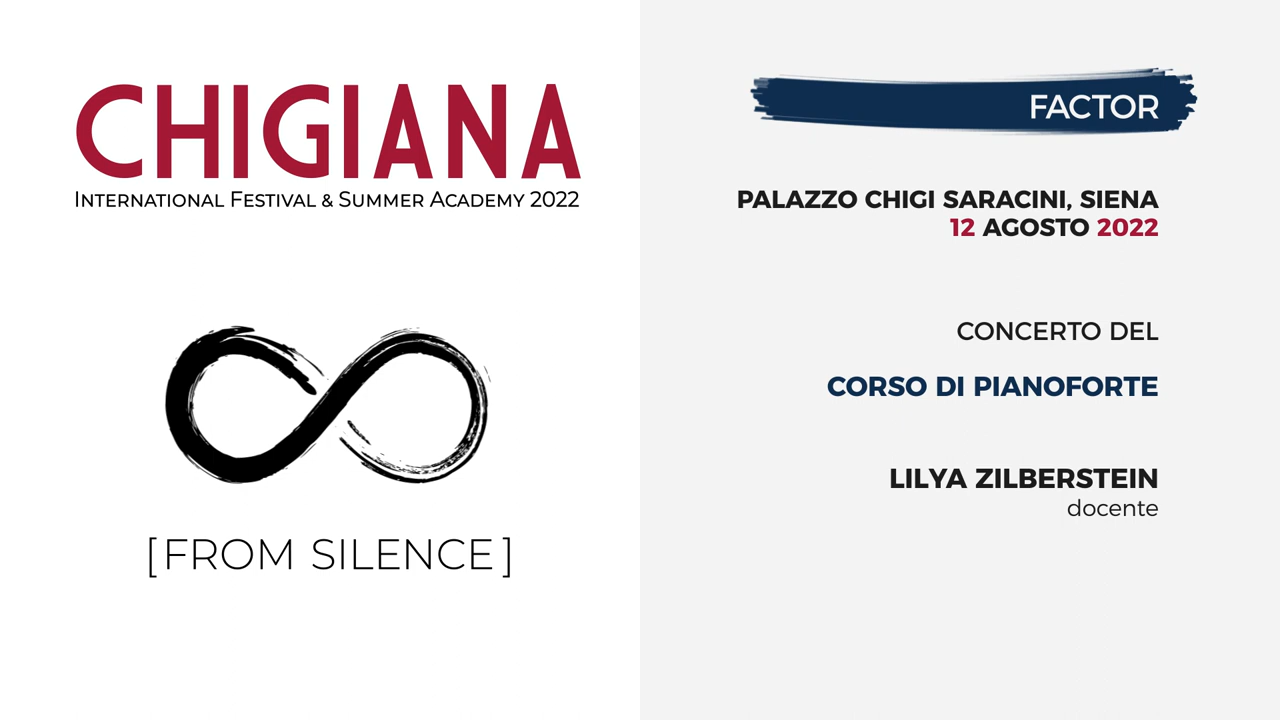 CHIGIANA
INTERNATIONAL FESTIVAL & SUMMER ACADEMY 2022
[FROM SILENCE]
FACTOR
PALAZZO CHIGI SARACINI, SIENA
12 AGOSTO 2022
CONCERTO DEL
CORSO DI PIANOFORTE
LILYA ZILBERSTEIN
docente